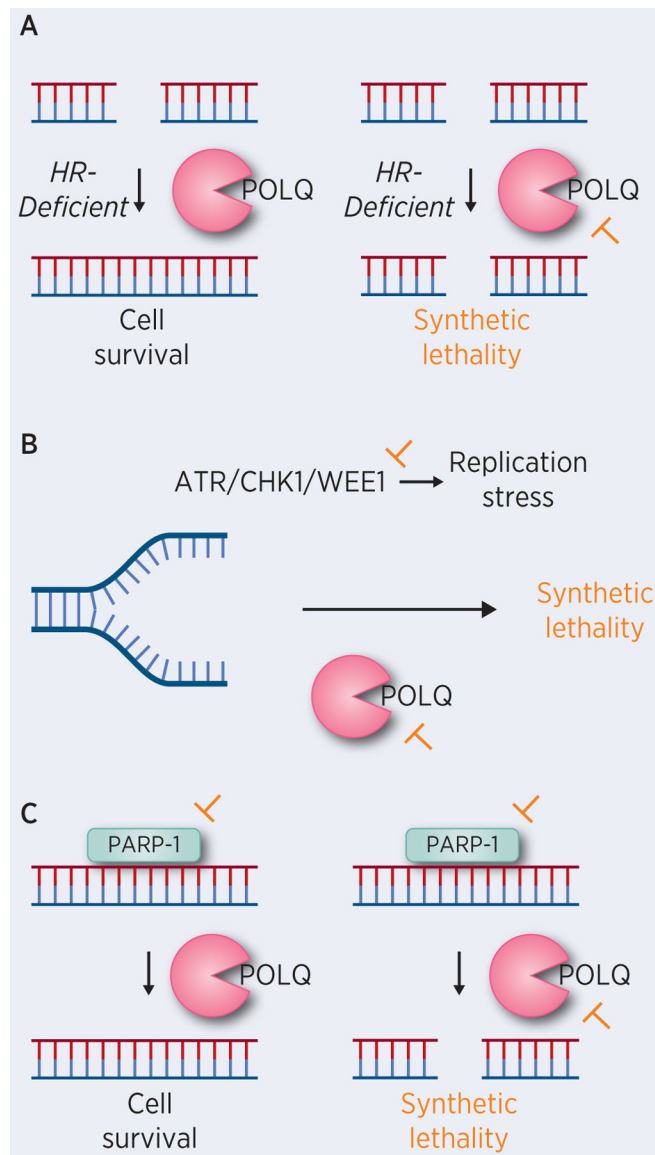 A
HR-
Deficient
POLQ
HR-
Deficient
POLQ
Cell
survival
Synthetic
lethality
B
ATR/CHK1/WEE1
Replication
stress
Synthetic
lethality
POLQ
C
PARP-1
PARP-1
POLQ
POLQ
Cell
survival
Synthetic
lethality